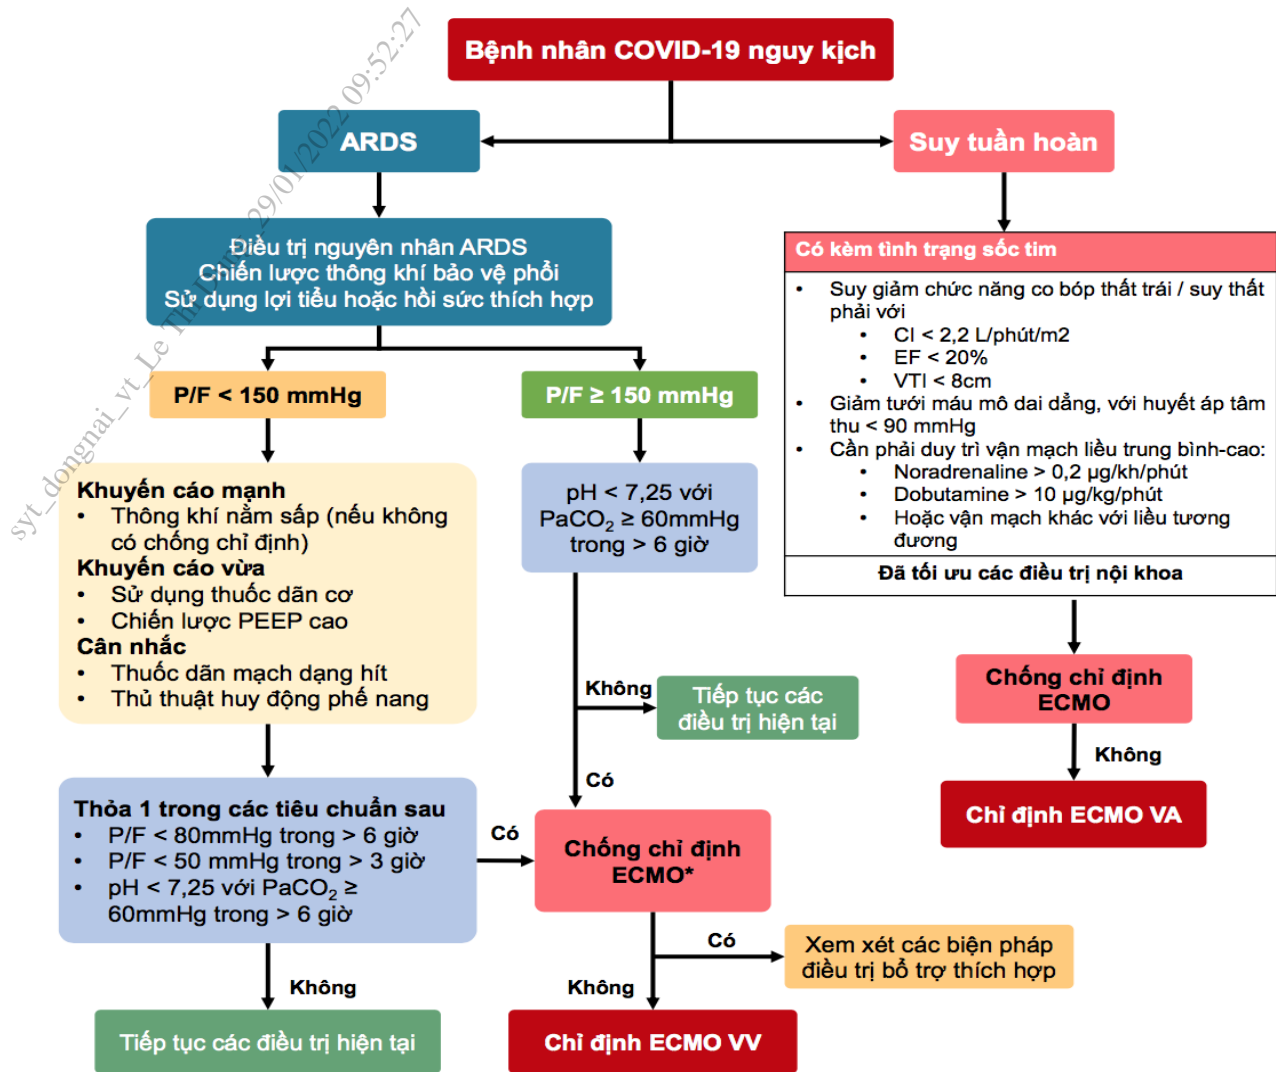 Bệnh nhân COVID-19 nguy kịch
ARDS
Suy tuần hoàn
Điều trị nguyên nhân ARDS
Chiến lược thông khí bảo vệ phổi
Sử dụng lợi tiểu hoặc hồi sức thích hợp
P/F < 150 mmHg
P/F ≥ 150 mmHg
Khuyến cáo mạnh
• Thông khí nằm sấp (nếu không
có chống chỉ định)
Khuyến cáo vừa
• Sử dụng thuốc dãn cơ
• Chiến lược PEEP cao
Cân nhắc
• Thuốc dãn mạch dạng hít
• Thủ thuật huy động phế nang
pH < 7,25 với
PaCO₂ ≥ 60mmHg
trong > 6 giờ
Không
Tiếp tục các
điều trị hiện tại
Có
Thỏa 1 trong các tiêu chuẩn sau
• P/F < 80mmHg trong > 6 giờ
• P/F < 50 mmHg trong > 3 giờ
• pH < 7,25 với PaCO₂ ≥
60mmHg trong > 6 giờ
Có
Chống chỉ định
ECMO*
Không
Tiếp tục các điều trị hiện tại
Có
Xem xét các biện pháp
điều trị bổ trợ thích hợp
Không
Chỉ định ECMO VV
Có kèm tình trạng sốc tim
• Suy giảm chức năng co bóp thất trái / suy thất
phải với
• CI < 2,2 L/phút/m2
• EF < 20%
• VTI < 8cm
• Giảm tưới máu mô dai dẳng, với huyết áp tâm
thu < 90 mmHg
• Cần phải duy trì vận mạch liều trung bình-cao:
• Noradrenaline > 0,2 µg/kh/phút
• Dobutamine > 10 µg/kg/phút
• Hoặc vận mạch khác với liều tương
đương
Đã tối ưu các điều trị nội khoa
Chống chỉ định
ECMO
Không
Chỉ định ECMO VA
syt_dongnai_vt_Le Thi 29/01/2022 09:52:27